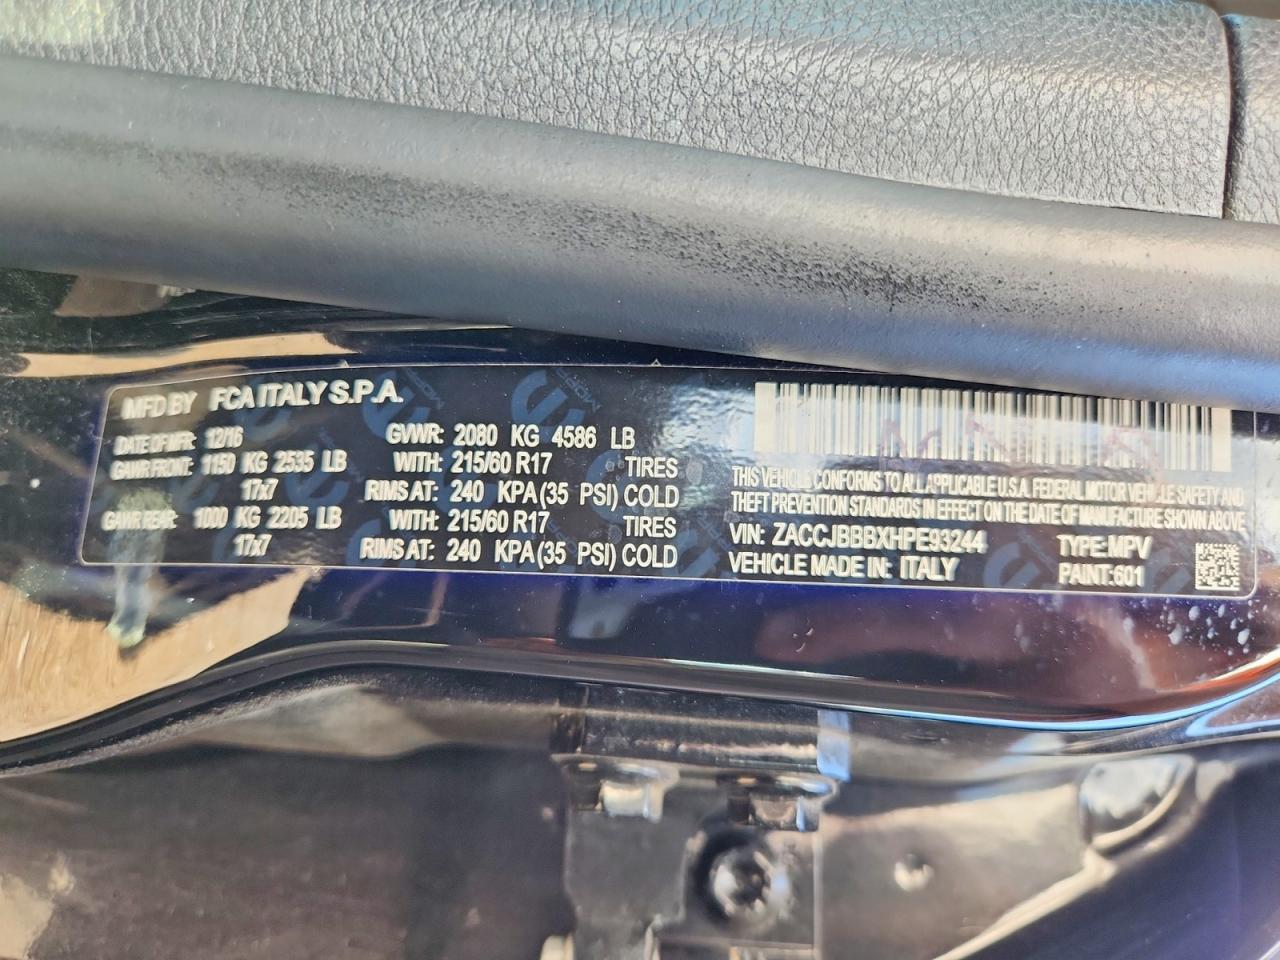 MFD BY FCA ITALY S.P.A.
DATE OF MFR: 12/16 GVWR: 2080 KG 4586 LB
GAWR FRONT: 1150 KG 2535 LB WITH: 215/60 R17 TIRES
17x7 RIMS AT: 240 KPA (35 PSI) COLD
GAWR REAR: 1000 KG 2205 LB WITH: 215/60 R17 TIRES
17x7 RIMS AT: 240 KPA (35 PSI) COLD
THIS VEHICLE CONFORMS TO ALL APPLICABLE U.S.A. FEDERAL MOTOR VEHICLE SAFETY AND
THEFT PREVENTION STANDARDS IN EFFECT ON THE DATE OF MANUFACTURE SHOWN ABOVE
VIN: ZACCJBBBXHPE93244 TYPE:MPV
VEHICLE MADE IN: ITALY PAINT:601